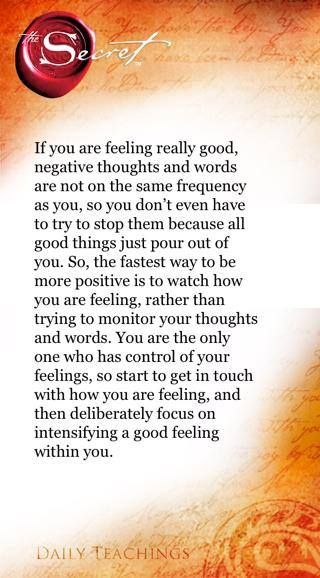 the Secret™
If you are feeling really good,
negative thoughts and words
are not on the same frequency
as you, so you don't even have
to try to stop them because all
good things just pour out of
you. So, the fastest way to be
more positive is to watch how
you are feeling, rather than
trying to monitor your thoughts
and words. You are the only
one who has control of your
feelings, so start to get in touch
with how you are feeling, and
then deliberately focus on
intensifying a good feeling
within you.
DAILY TEACHINGS